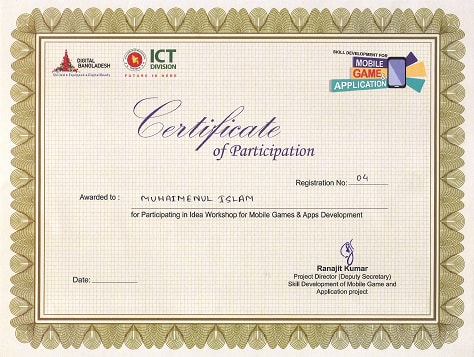 DIGITAL
BANGLADESH
ICT
DIVISION
FUTURE IS HERE
SKILL DEVELOPMENT FOR
MOBILE
GAME &
APPLICATION
Certificate
of Participation
Registration No: 04
Awarded to : MUHAIMENUL ISLAM
for Participating in Idea Workshop for Mobile Games & Apps Development
Ranajit Kumar
Project Director (Deputy Secretary)
Skill Development of Mobile Game and
Application project
Date: